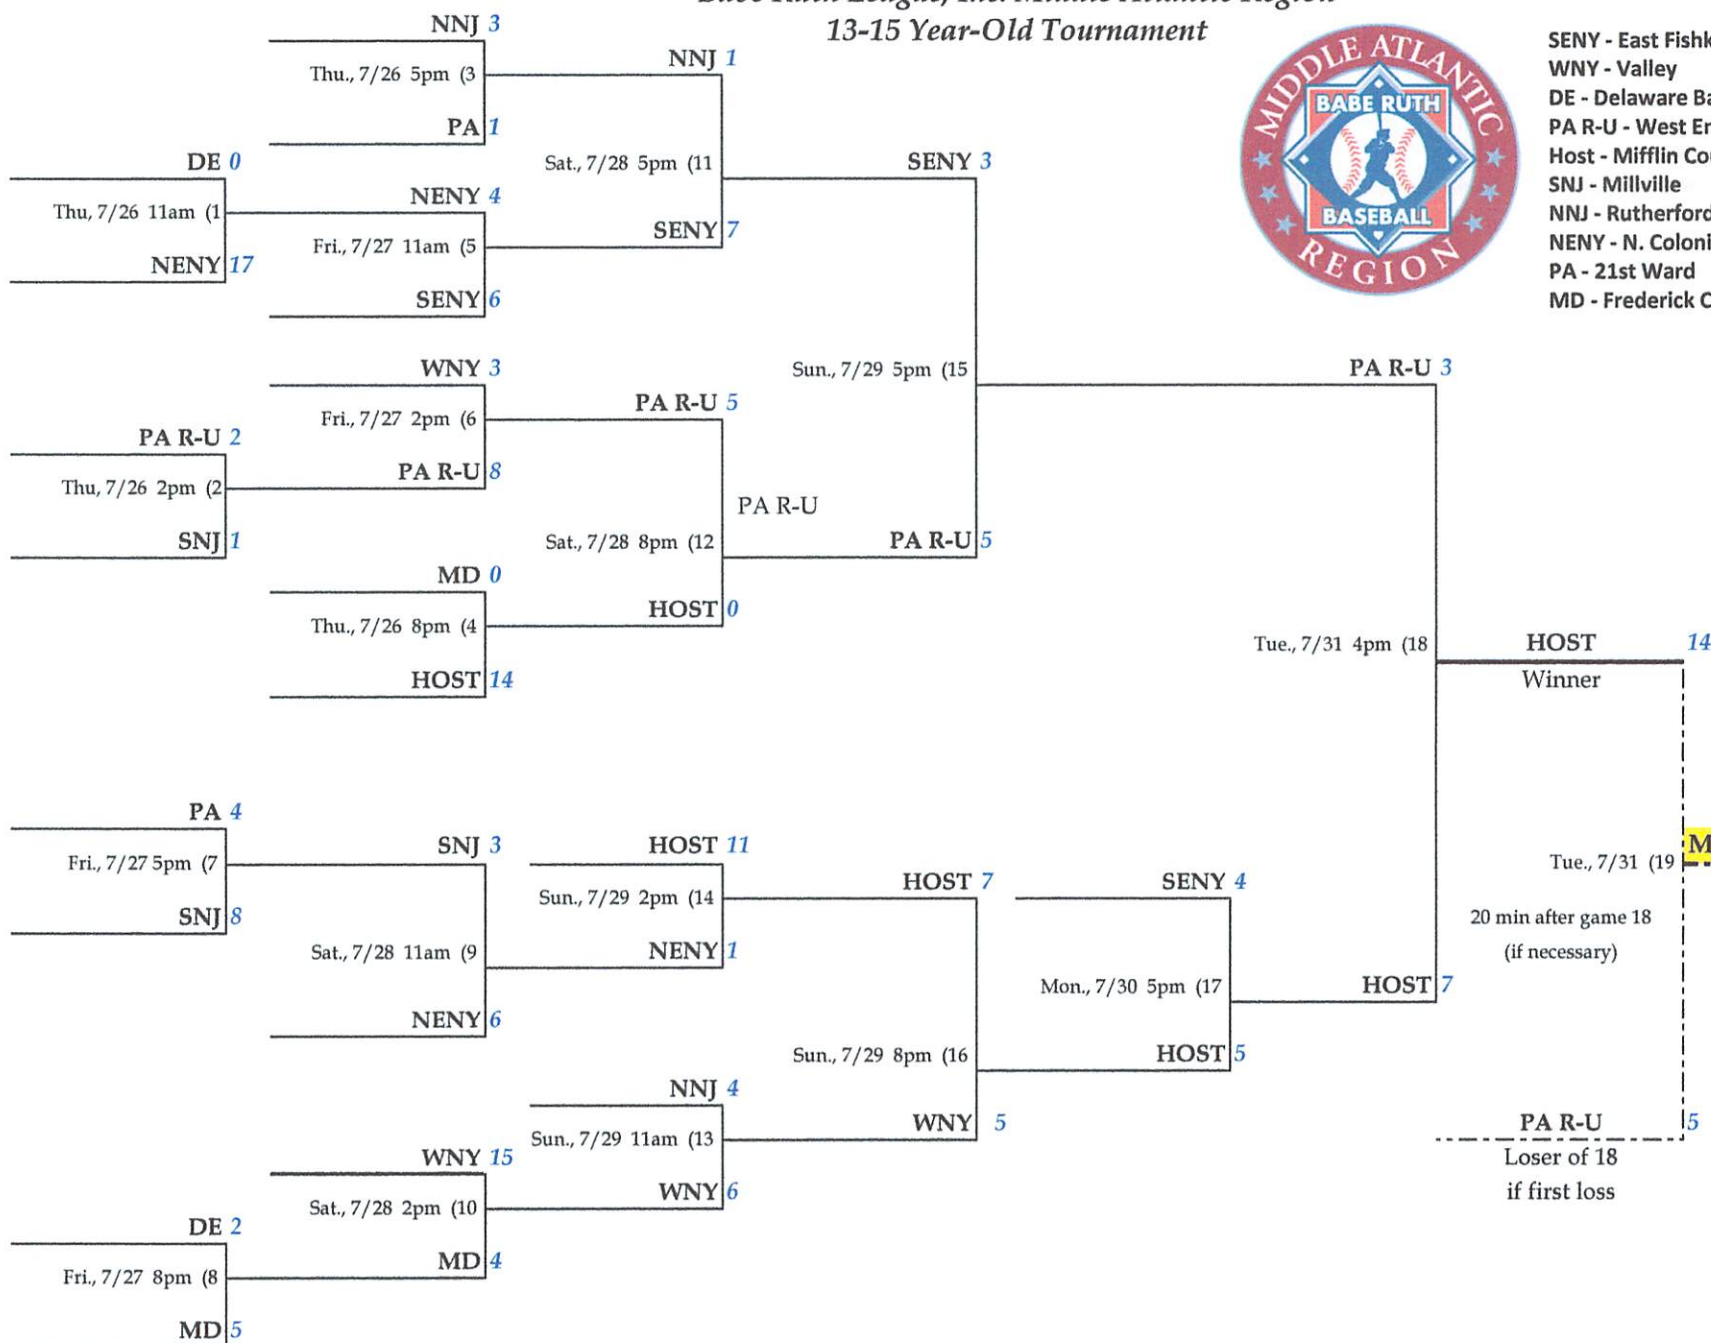 13-15 Year-Old Tournament
MIDDLE ATLANTIC
BABE RUTH
BASEBALL
REGION
SENY - East
WNY - Valley
DE - Delaware
PA R-U - West
Host - Mifflin
SNJ - Millville
NNJ - Rutherford
NENY - N.
PA - 21st Ward
MD - Frederick
NNJ 3
Thu., 7/26 5pm (3
PA 1
DE 0
Thu, 7/26 11am (1
NENY 17
NENY 4
Fri., 7/27 11am (5
SENY 6
NNJ 1
Sat., 7/28 5pm (11
SENY 7
SENY 3
WNY 3
Fri., 7/27 2pm (6
PA R-U 8
PA R-U 2
Thu, 7/26 2pm (2
SNJ 1
PA R-U 5
Sat., 7/28 8pm (12
HOST 0
PA R-U
MD 0
Thu., 7/26 8pm (4
HOST 14
Sun., 7/29 5pm (15
PA R-U 5
PA R-U 3
Tue., 7/31 4pm (18
HOST 14
Winner
PA 4
Fri., 7/27 5pm (7
SNJ 8
SNJ 3
Sat., 7/28 11am (9
NENY 6
HOST 11
Sun., 7/29 2pm (14
NENY 1
HOST 7
Sun., 7/29 8pm (16
WNY 5
SENY 4
Mon., 7/30 5pm (17
HOST 5
HOST 7
Tue., 7/31 (19
20 min after game 18
(if necessary)
NNJ 4
Sun., 7/29 11am (13
WNY 6
WNY 15
Sat., 7/28 2pm (10
MD 4
DE 2
Fri., 7/27 8pm (8
MD 5
PA R-U 5
Loser of 18
if first loss